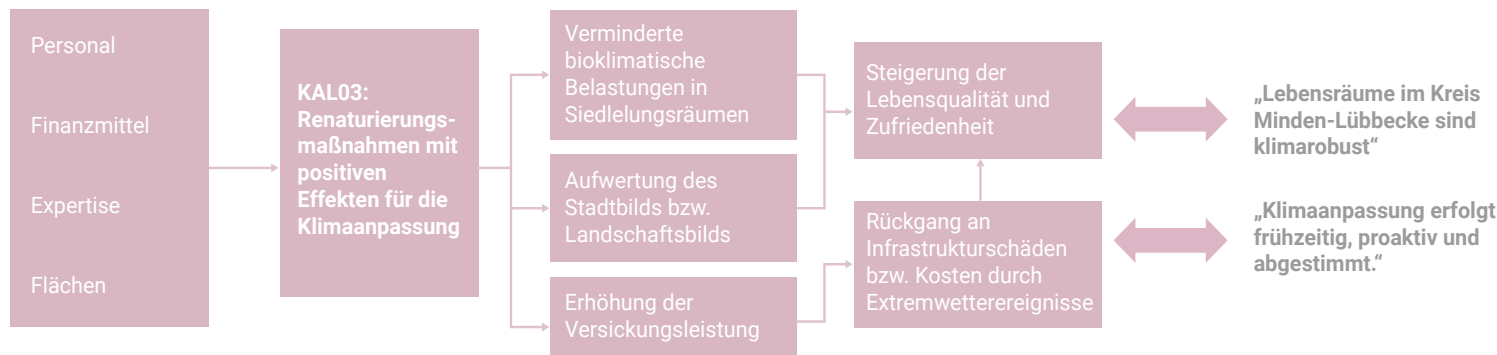 Personal
Finanzmittel
Expertise
Flächen
KAL03:
Renaturierungs-
maßnahmen mit
positiven
Effekten für die
Klimaanpassung
Verminderte
bioklimatische
Belastungen in
Siedlelungsräumen
Aufwertung des
Stadtbilds bzw.
Landschaftsbilds
Erhöhung der
Versickungsleistung
Steigerung der
Lebensqualität und
Zufriedenheit
Rückgang an
Infrastrukturschäden
bzw. Kosten durch
Extremwetterereignisse
„Lebensräume im Kreis
Minden-Lübbecke sind
klimarobust“
„Klimaanpassung erfolgt
frühzeitig, proaktiv und
abgestimmt.“